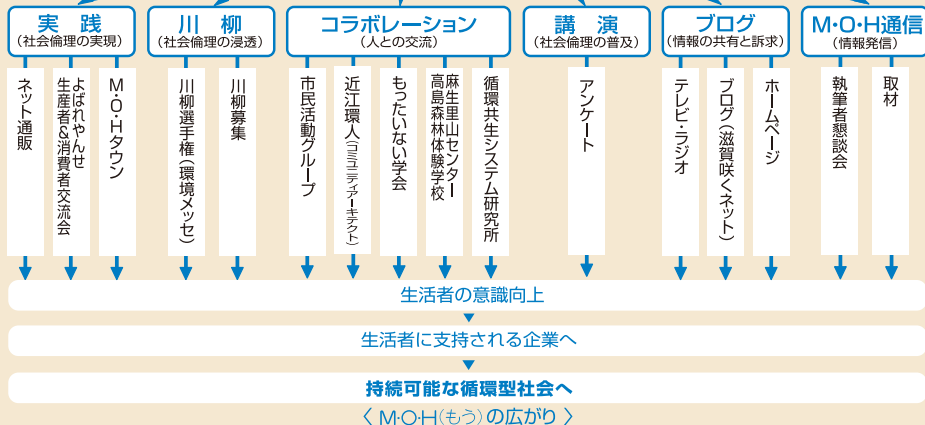 実践
(社会倫理の実現)
川柳
(社会倫理の浸透)
コラボレーション
(人との交流)
講演
(社会倫理の普及)
ブログ
(情報の共有と訴求)
M・O・H通信
(情報発信)
ネット通販
よばれやんせ
生産者&消費者交流会
M・O・Hタウン
川柳選手権(環境メッセ)
川柳募集
市民活動グループ
近江環人(コミュニティアーキテクト)
もったいない学会
麻生里山センター
高島森林体験学校
循環共生システム研究所
アンケート
テレビ・ラジオ
ブログ(滋賀咲くネット)
ホームページ
執筆者懇談会
取材
生活者の意識向上
生活者に支持される企業へ
持続可能な循環型社会へ
〈 M・O・H(もう)の広がり 〉